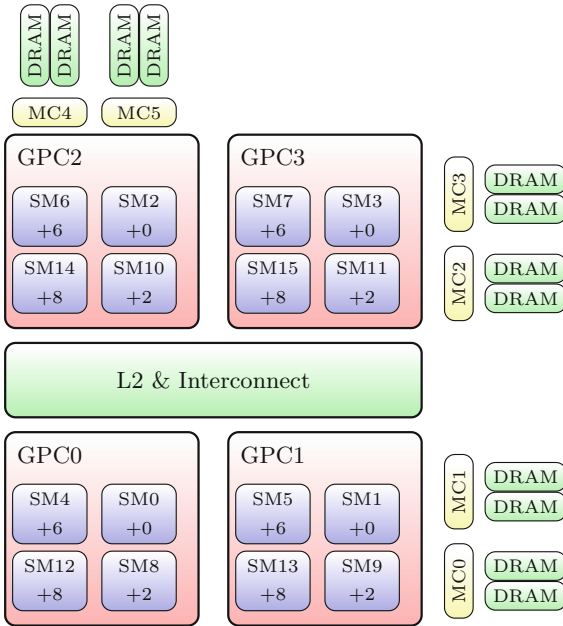 DRAM
DRAM
DRAM
DRAM
MC4
MC5
GPC2
SM6
+6
SM2
+0
SM14
+8
SM10
+2
GPC3
SM7
+6
SM3
+0
SM15
+8
SM11
+2
MC3
DRAM
DRAM
MC2
DRAM
DRAM
L2 & Interconnect
GPC0
SM4
+6
SM0
+0
SM12
+8
SM8
+2
GPC1
SM5
+6
SM1
+0
SM13
+8
SM9
+2
MC1
DRAM
DRAM
MC0
DRAM
DRAM